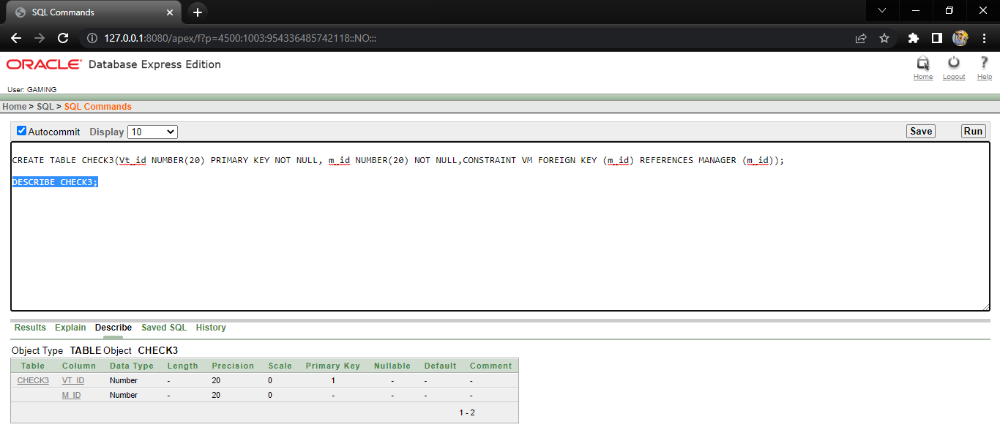 SQL Commands
127.0.0.1:8080/apex/f?p=4500:1003:954336485742118::NO:::
ORACLE® Database Express Edition
Home Logout Help
User: GAMING
Home > SQL > SQL Commands
Autocommit Display 10 Save Run
CREATE TABLE CHECK3(Vt_id NUMBER(20) PRIMARY KEY NOT NULL, m_id NUMBER(20) NOT NULL,CONSTRAINT VM FOREIGN KEY (m_id) REFERENCES MANAGER (m_id));
DESCRIBE CHECK3;
Results Explain Describe Saved SQL History
Object Type TABLE Object CHECK3
Table Column Data Type Length Precision Scale Primary Key Nullable Default Comment
CHECK3 VT_ID Number - 20 0 1 - - -
M_ID Number - 20 0 - - - -
1 - 2